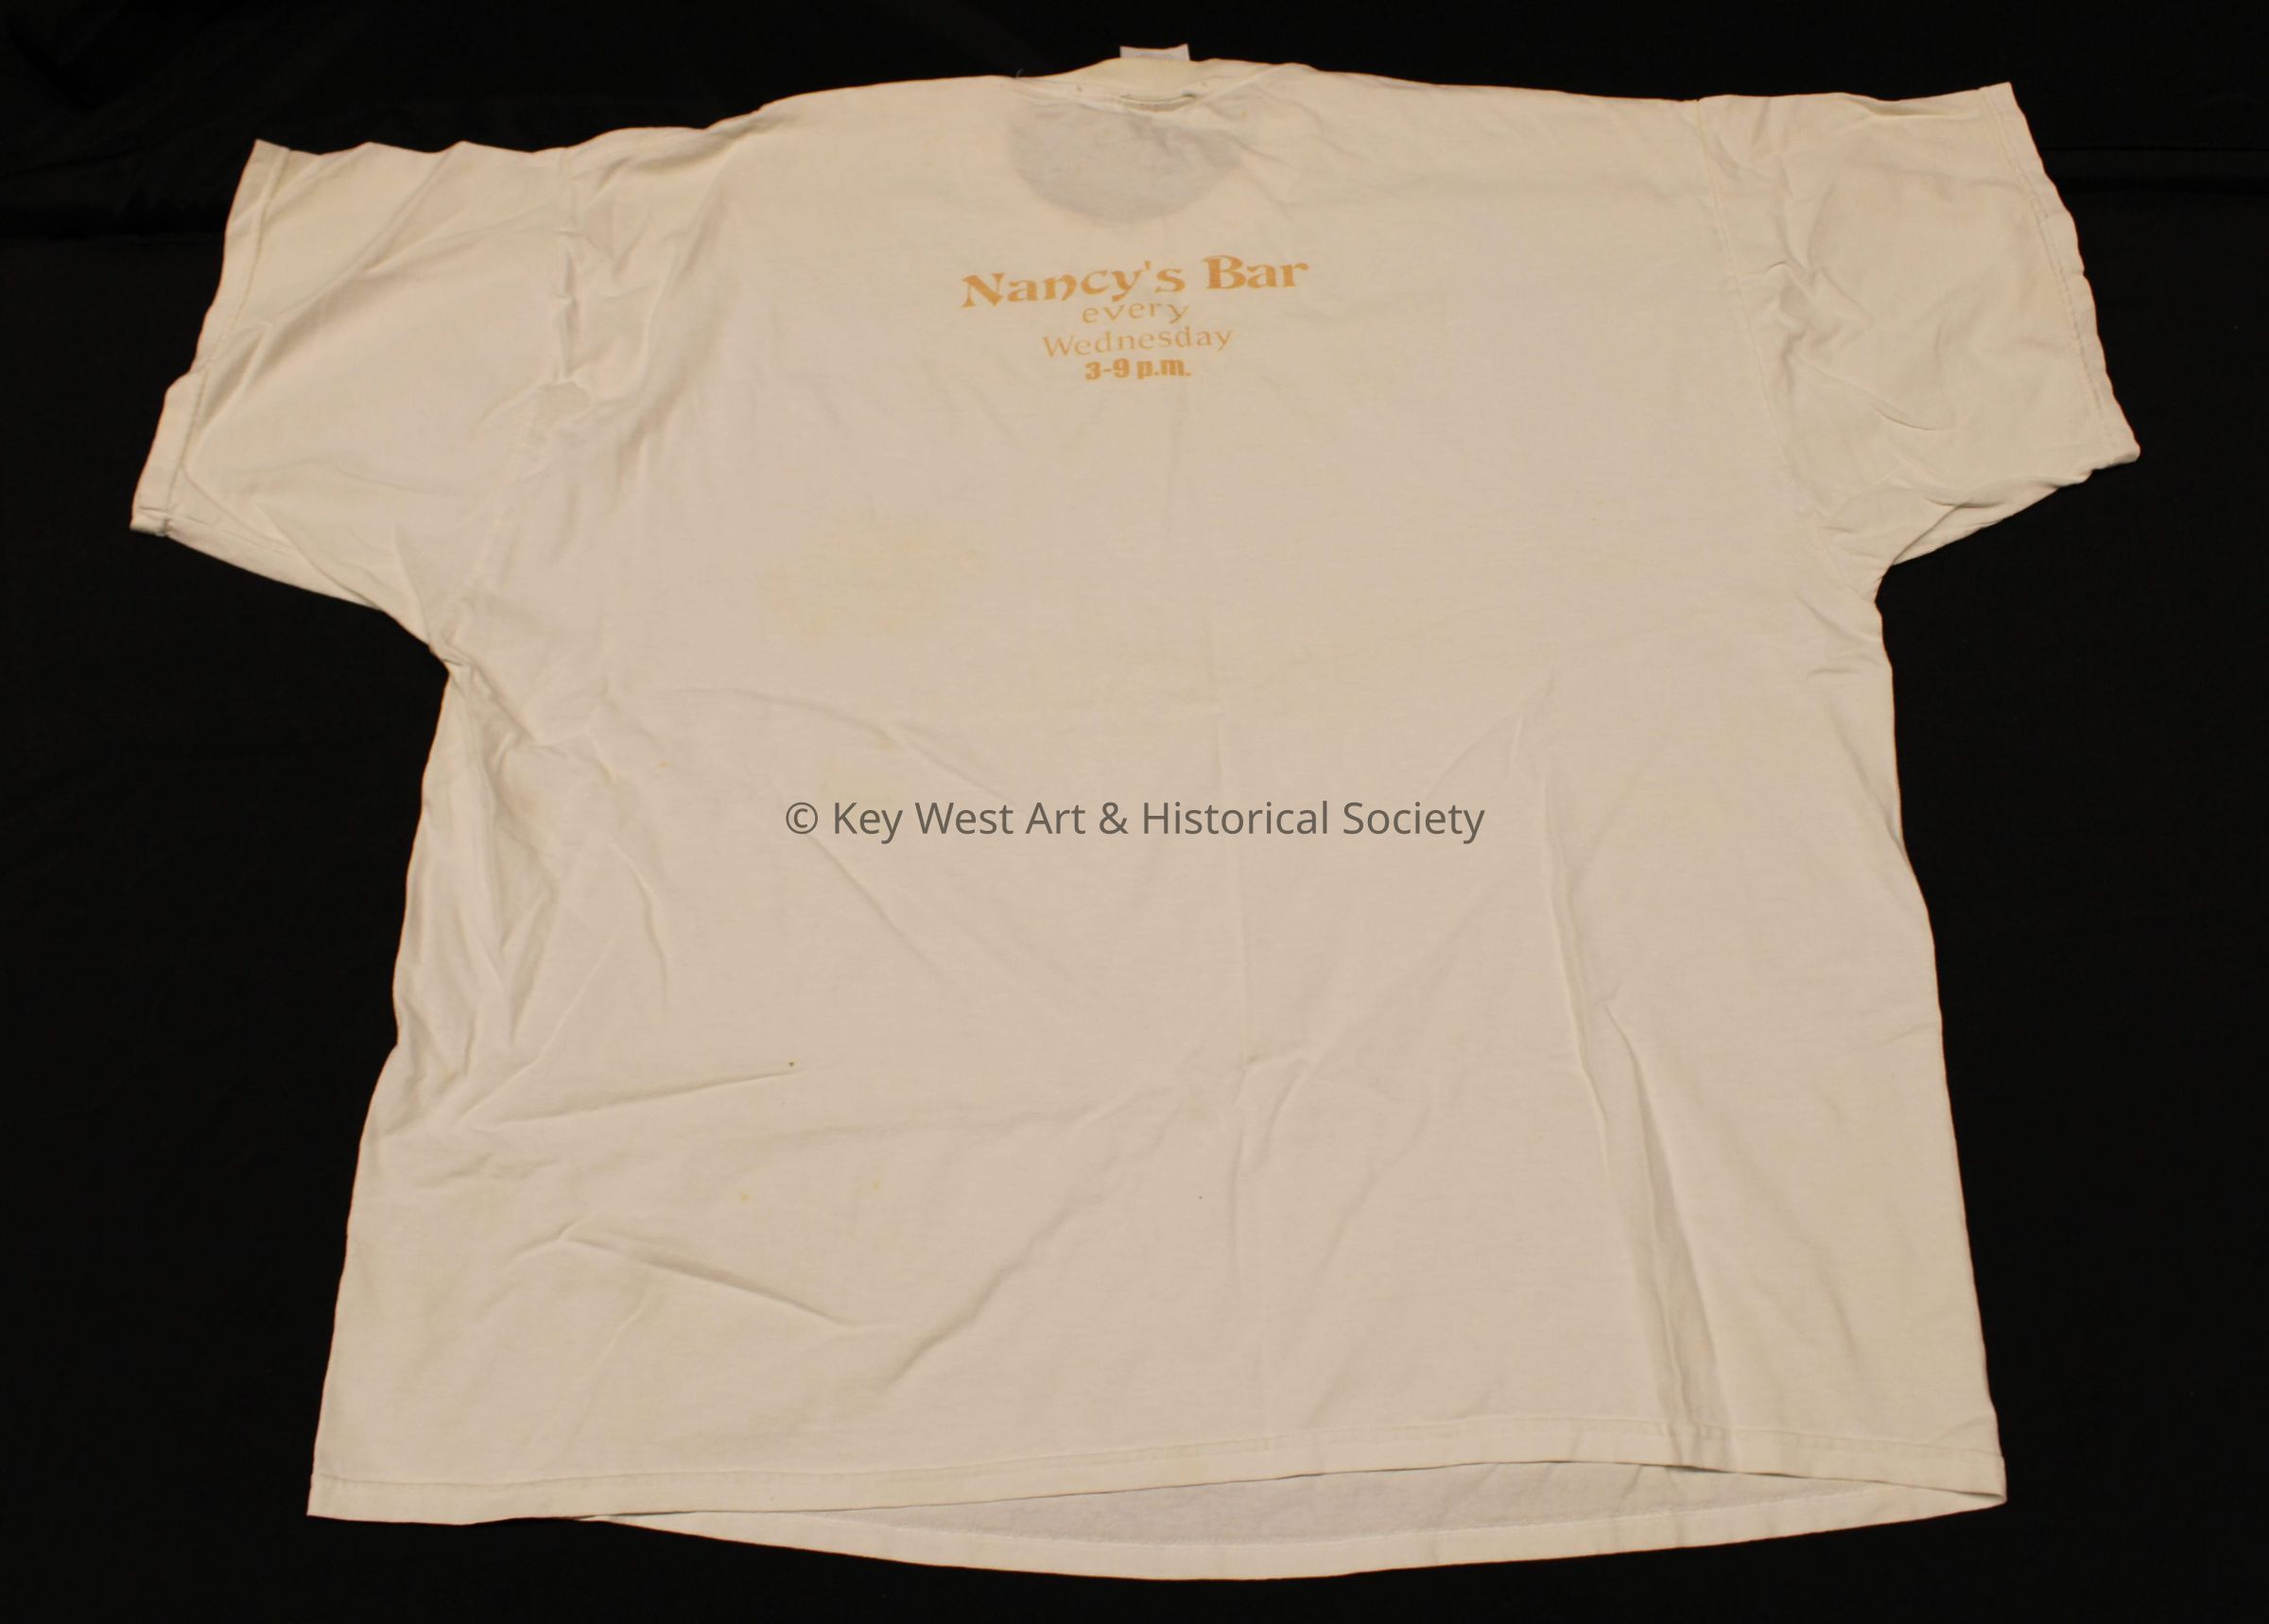 Nancy's Bar
every
Wednesday
3-9 p.m.
© Key West Art & Historical Society